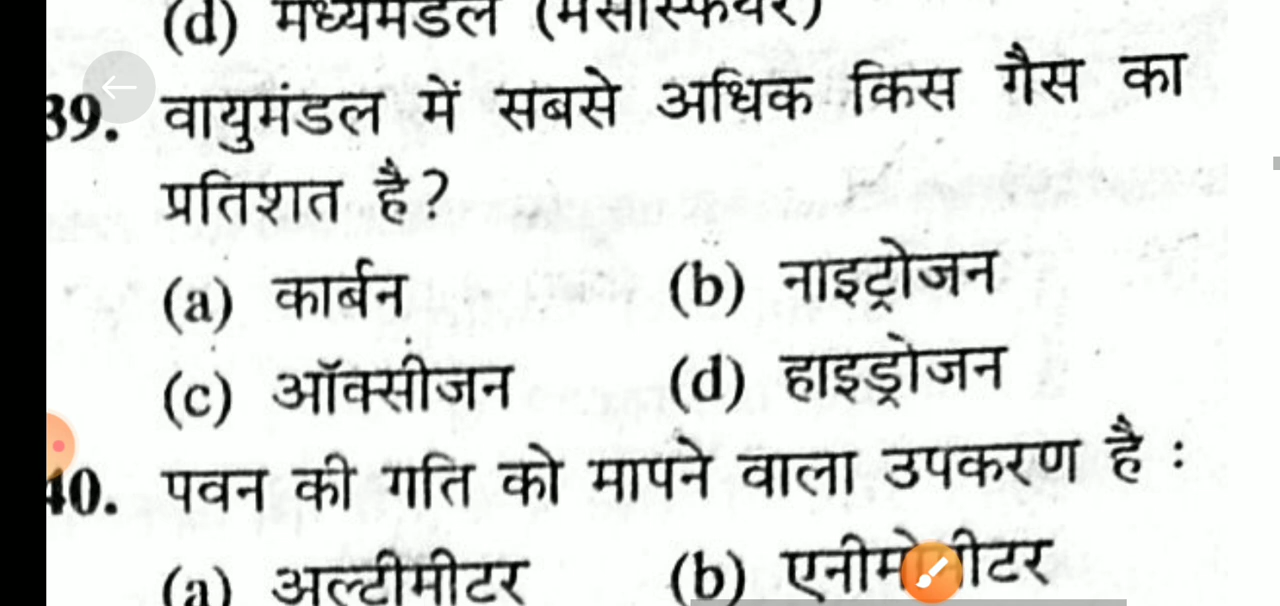 (d) मध्यमंडल (मेसोस्फियर)
39. वायुमंडल में सबसे अधिक किस गैस का
प्रतिशत है?
(a) कार्बन (b) नाइट्रोजन
(c) ऑक्सीजन (d) हाइड्रोजन
40. पवन की गति को मापने वाला उपकरण है :
(a) अल्टीमीटर (b)